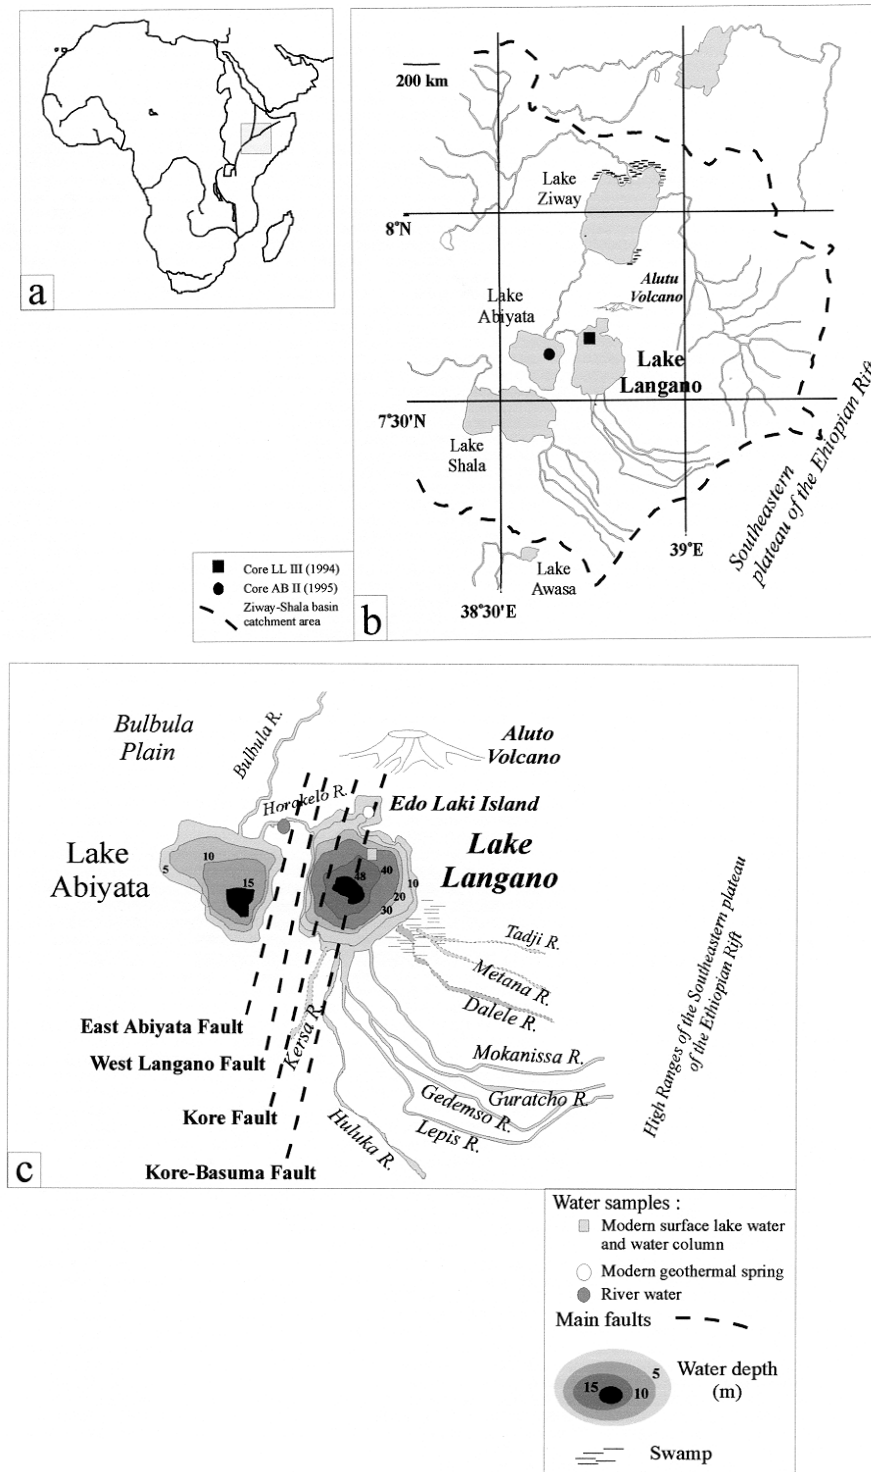 a
200 km
Lake
Ziway
8°N
Alutu
Volcano
Lake
Abiyata
Lake
Langano
7°30'N
Lake
Shala
Southeastern
plateau of the Ehiopian Rift
39°E
Lake
Awasa
38°30'E
b
Core LL III (1994)
Core AB II (1995)
Ziway-Shala basin
catchment area
Bulbula
Plain
Bulbula R.
Aluto
Volcano
Horakelo R.
Edo Laki Island
Lake
Abiyata
5
10
15
Lake
Langano
48
40
10
20
30
Tadji R.
Metana R.
Dalele R.
Kersa R.
East Abiyata Fault
West Langano Fault
Kore Fault
Kore-Basuma Fault
Mokanissa R.
Guratcho R.
Gedemso R.
Lepis R.
Huluka R.
High Ranges of the Southeastern plateau
of the Ethiopian Rift
c
Water samples :
Modern surface lake water
and water column
Modern geothermal spring
River water
Main faults
15
10
5
Water depth
(m)
Swamp